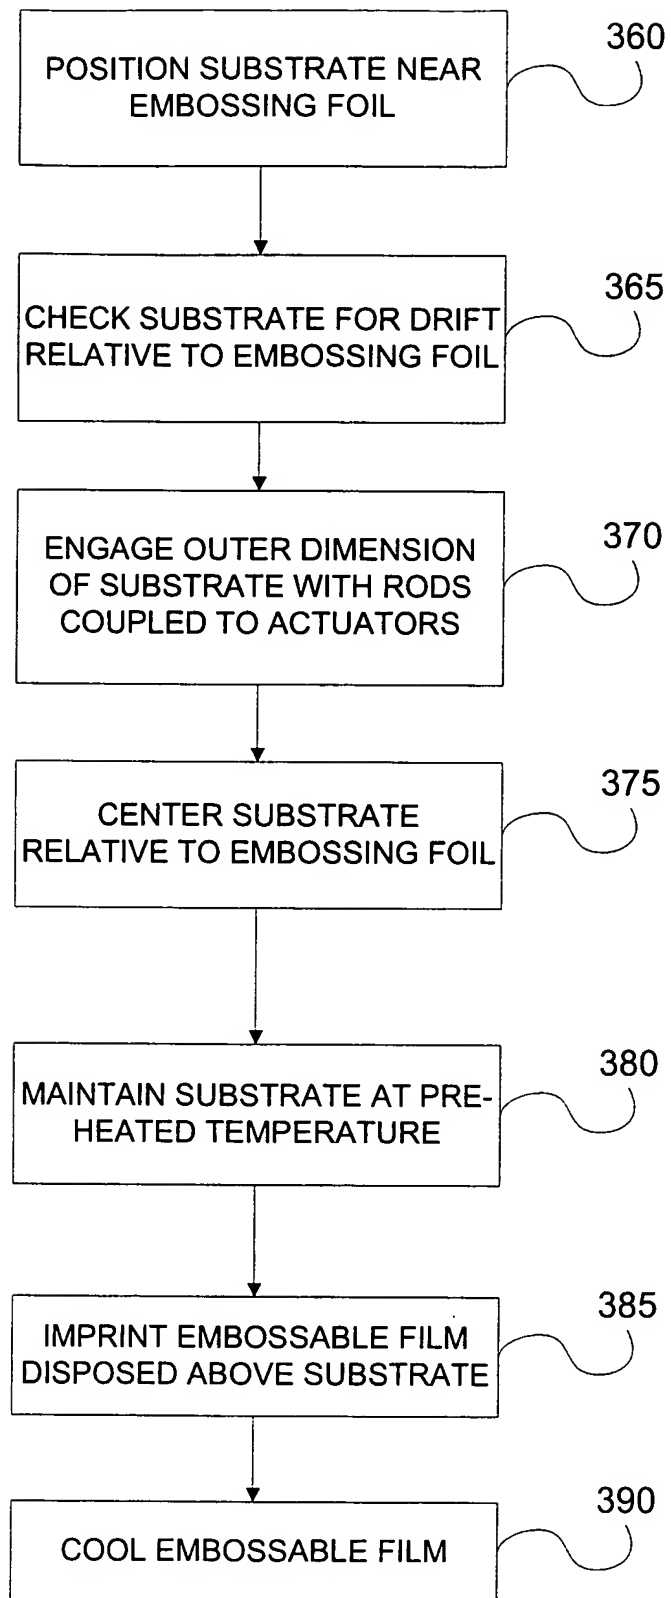 360
POSITION SUBSTRATE NEAR
EMBOSSING FOIL
365
CHECK SUBSTRATE FOR DRIFT
RELATIVE TO EMBOSSING FOIL
370
ENGAGE OUTER DIMENSION
OF SUBSTRATE WITH RODS
COUPLED TO ACTUATORS
375
CENTER SUBSTRATE
RELATIVE TO EMBOSSING FOIL
380
MAINTAIN SUBSTRATE AT PRE-
HEATED TEMPERATURE
385
IMPRINT EMBOSSABLE FILM
DISPOSED ABOVE SUBSTRATE
390
COOL EMBOSSABLE FILM